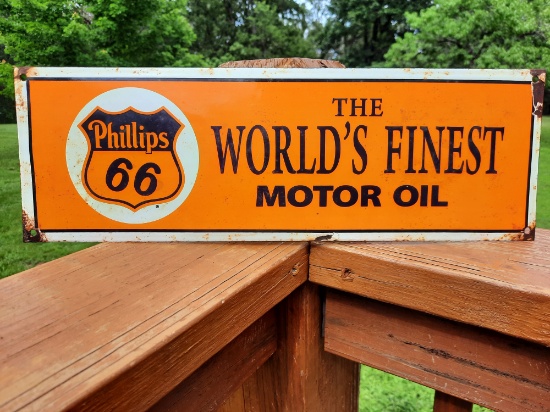 Phillips
66
THE
WORLD'S FINEST
MOTOR OIL